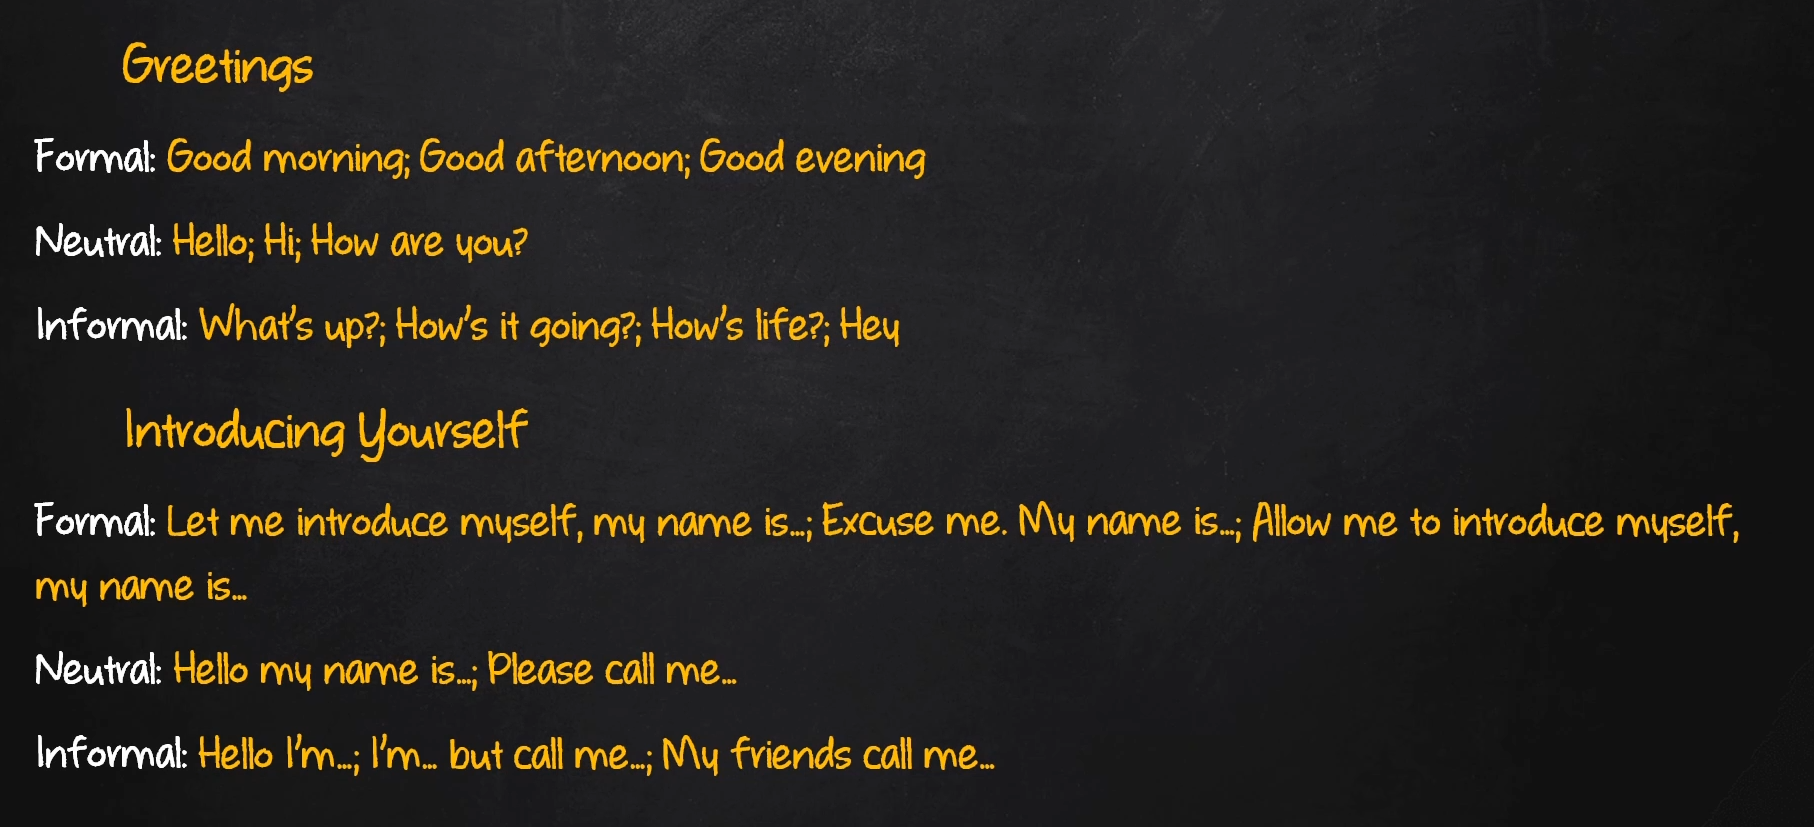 Greetings
Formal: Good morning; Good afternoon; Good evening
Neutral: Hello; Hi; How are you?
Informal: What's up?; How's it going?; How's life?; Hey
Introducing Yourself
Formal: Let me introduce myself, my name is...; Excuse me. My name is...; Allow me to introduce myself,
my name is...
Neutral: Hello my name is...; Please call me...
Informal: Hello I'm...; I'm... but call me...; My friends call me...